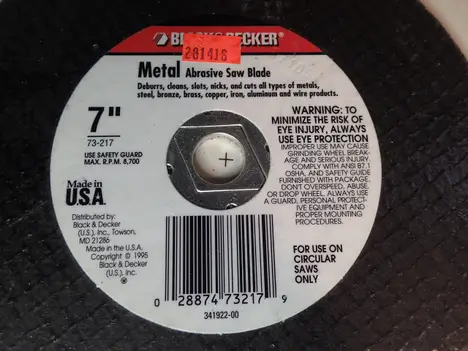 BLACK & DECKER
281418
Metal Abrasive Saw Blade
Deburrs, cleans, slots, nicks, and cuts all types of metals,
steel, bronze, brass, copper, iron, aluminum and wire products.
7"
73-217
USE SAFETY GUARD
MAX. R.P.M. 8,700
Made in
U.S.A.
Distributed by:
Black & Decker
(U.S.), Inc., Towson,
MD 21286
Made in the U.S.A.
Copyright © 1995
Black & Decker
(U.S.), Inc.
WARNING: TO
MINIMIZE THE RISK OF
EYE INJURY, ALWAYS
USE EYE PROTECTION
IMPROPER USE MAY CAUSE
GRINDING WHEEL BREAK-
AGE AND SERIOUS INJURY.
COMPLY WITH ANSI B7.1
OSHA, AND SAFETY GUIDE
FURNISHED WITH PACKAGE.
DON'T OVERSPEED, ABUSE,
OR DROP WHEEL. ALWAYS USE
A GUARD, PERSONAL PROTECT-
IVE EQUIPMENT AND
PROPER MOUNTING
PROCEDURES.
FOR USE ON
CIRCULAR
SAWS
ONLY
0 28874 73217 9
341922-00